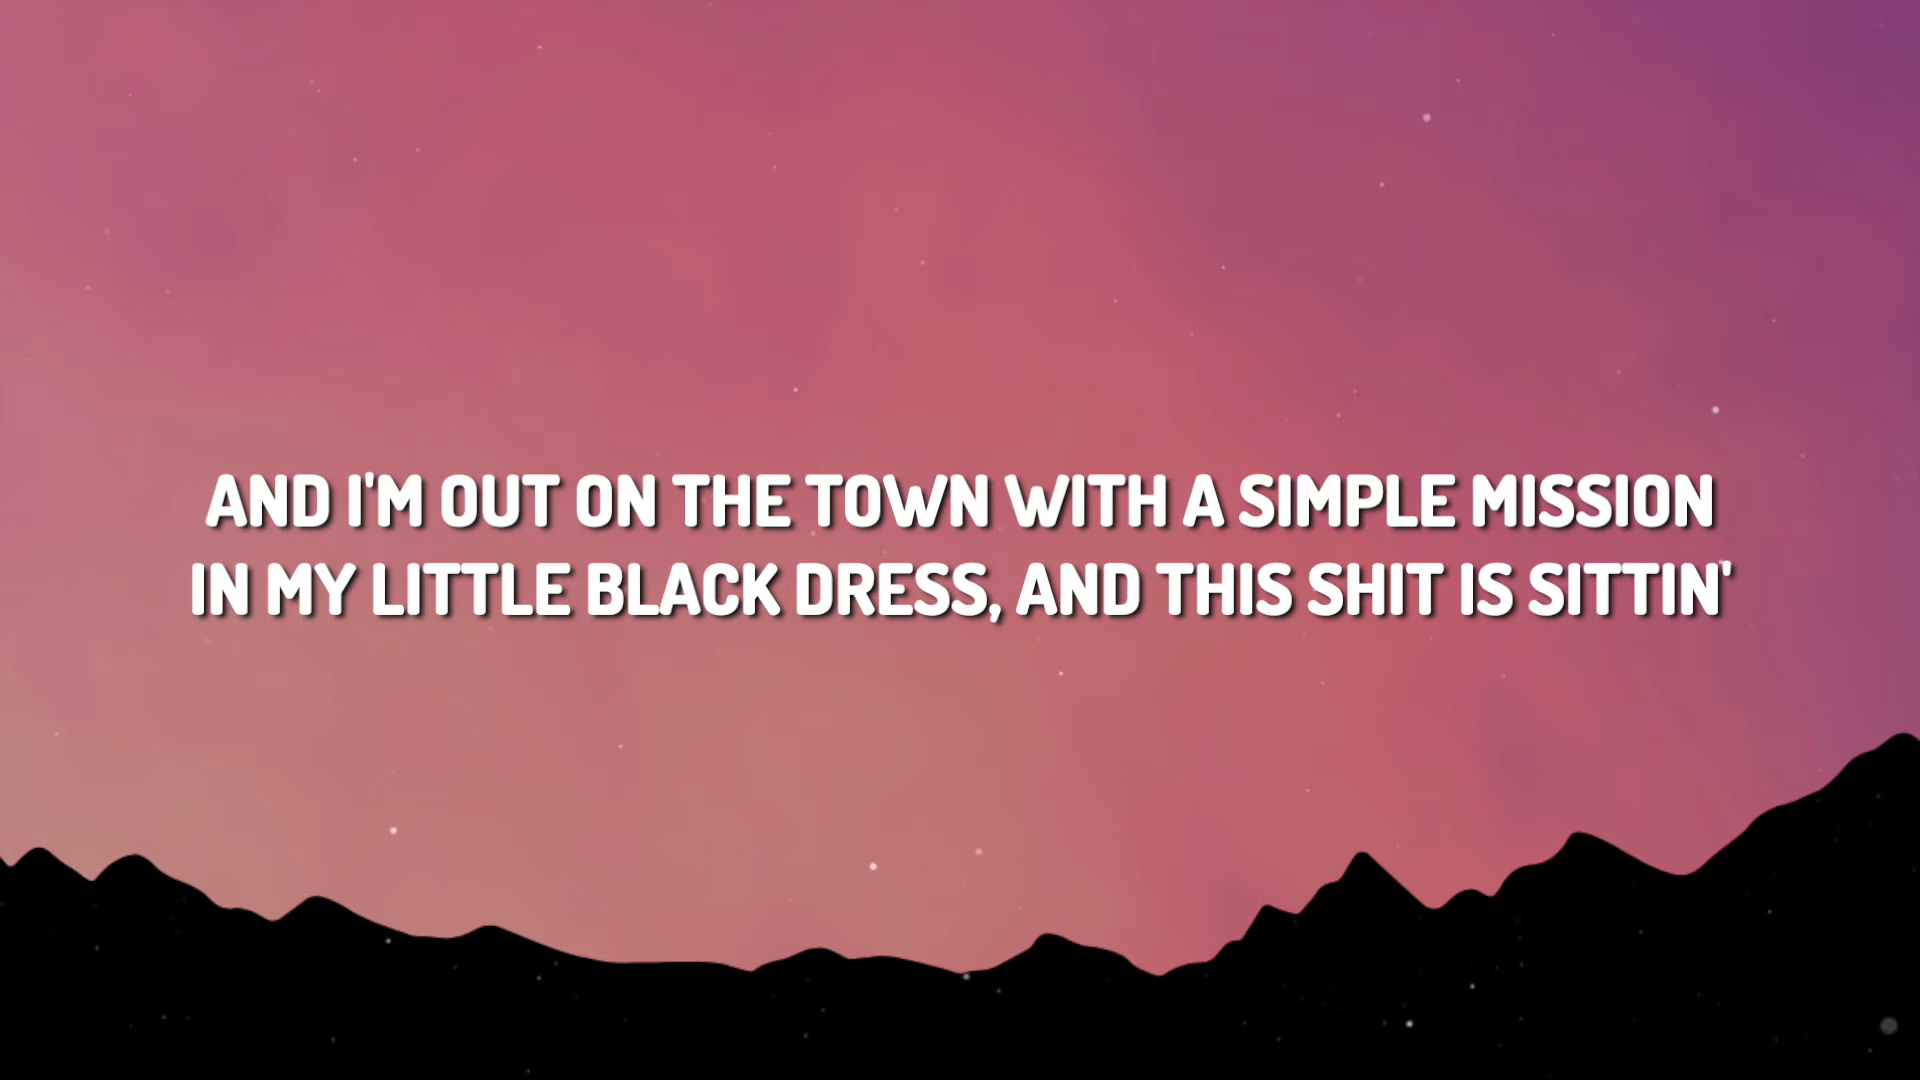 AND I'M OUT ON THE TOWN WITH A SIMPLE MISSION
IN MY LITTLE BLACK DRESS, AND THIS SHIT IS SITTIN'